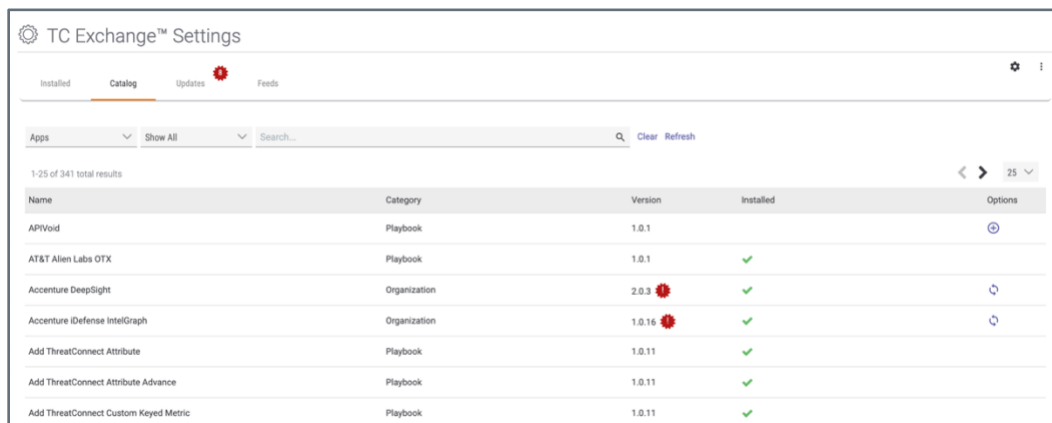 TC Exchange™ Settings
Installed Catalog Updates 8 Feeds
Apps Show All Search... Clear Refresh
1-25 of 341 total results 25
Name Category Version Installed Options
APIVoid Playbook 1.0.1
AT&T Alien Labs OTX Playbook 1.0.1
Accenture DeepSight Organization 2.0.3 !
Accenture iDefense IntelGraph Organization 1.0.16 !
Add ThreatConnect Attribute Playbook 1.0.11
Add ThreatConnect Attribute Advance Playbook 1.0.11
Add ThreatConnect Custom Keyed Metric Playbook 1.0.11